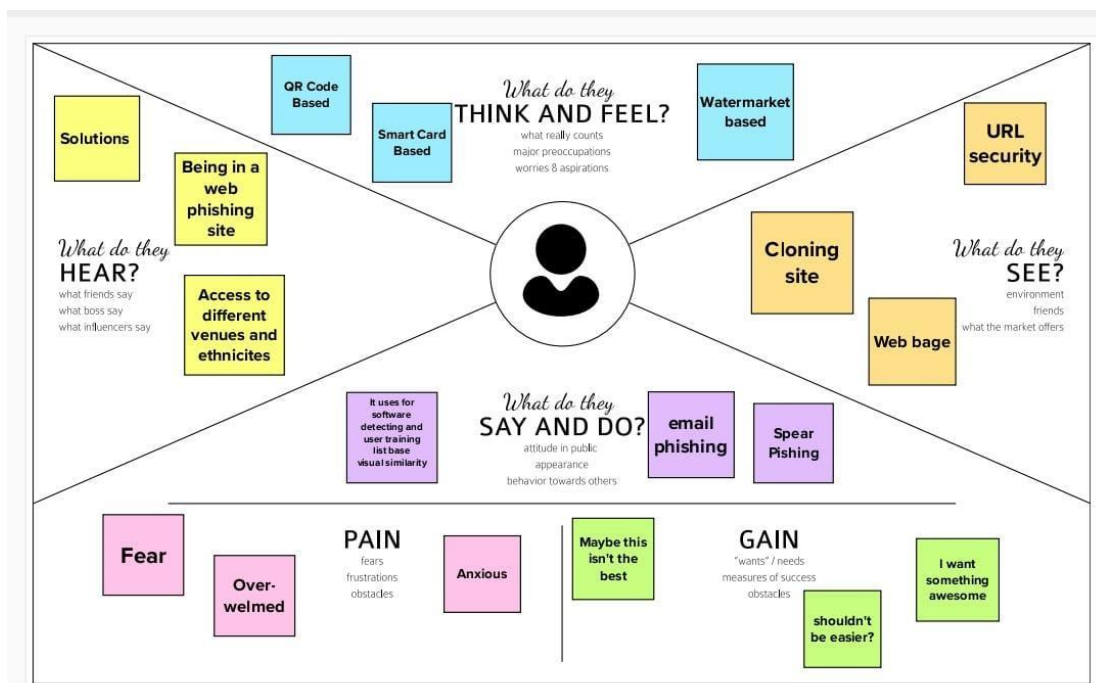 QR Code
Based
Smart Card
Based
What do they
THINK AND FEEL?
what really counts
major preoccupations
worries & aspirations
Watermarket
based
Solutions
Being in a
web
phishing
site
What do they
HEAR?
what friends say
what boss say
what influencers say
Access to
different
venues and
ethnicites
URL
security
Cloning
site
Web bage
What do they
SEE?
environment
friends
what the market offers
It uses for
software
detecting and
user training
list base
visual similarity
What do they
SAY AND DO?
attitude in public
appearance
behavior towards others
email
phishing
Spear
Pishing
Fear
Over-
welmed
PAIN
fears
frustrations
obstacles
Anxious
Maybe this
isn't the
best
GAIN
"wants" / needs
measures of success
obstacles
shouldn't
be easier?
I want
something
awesome